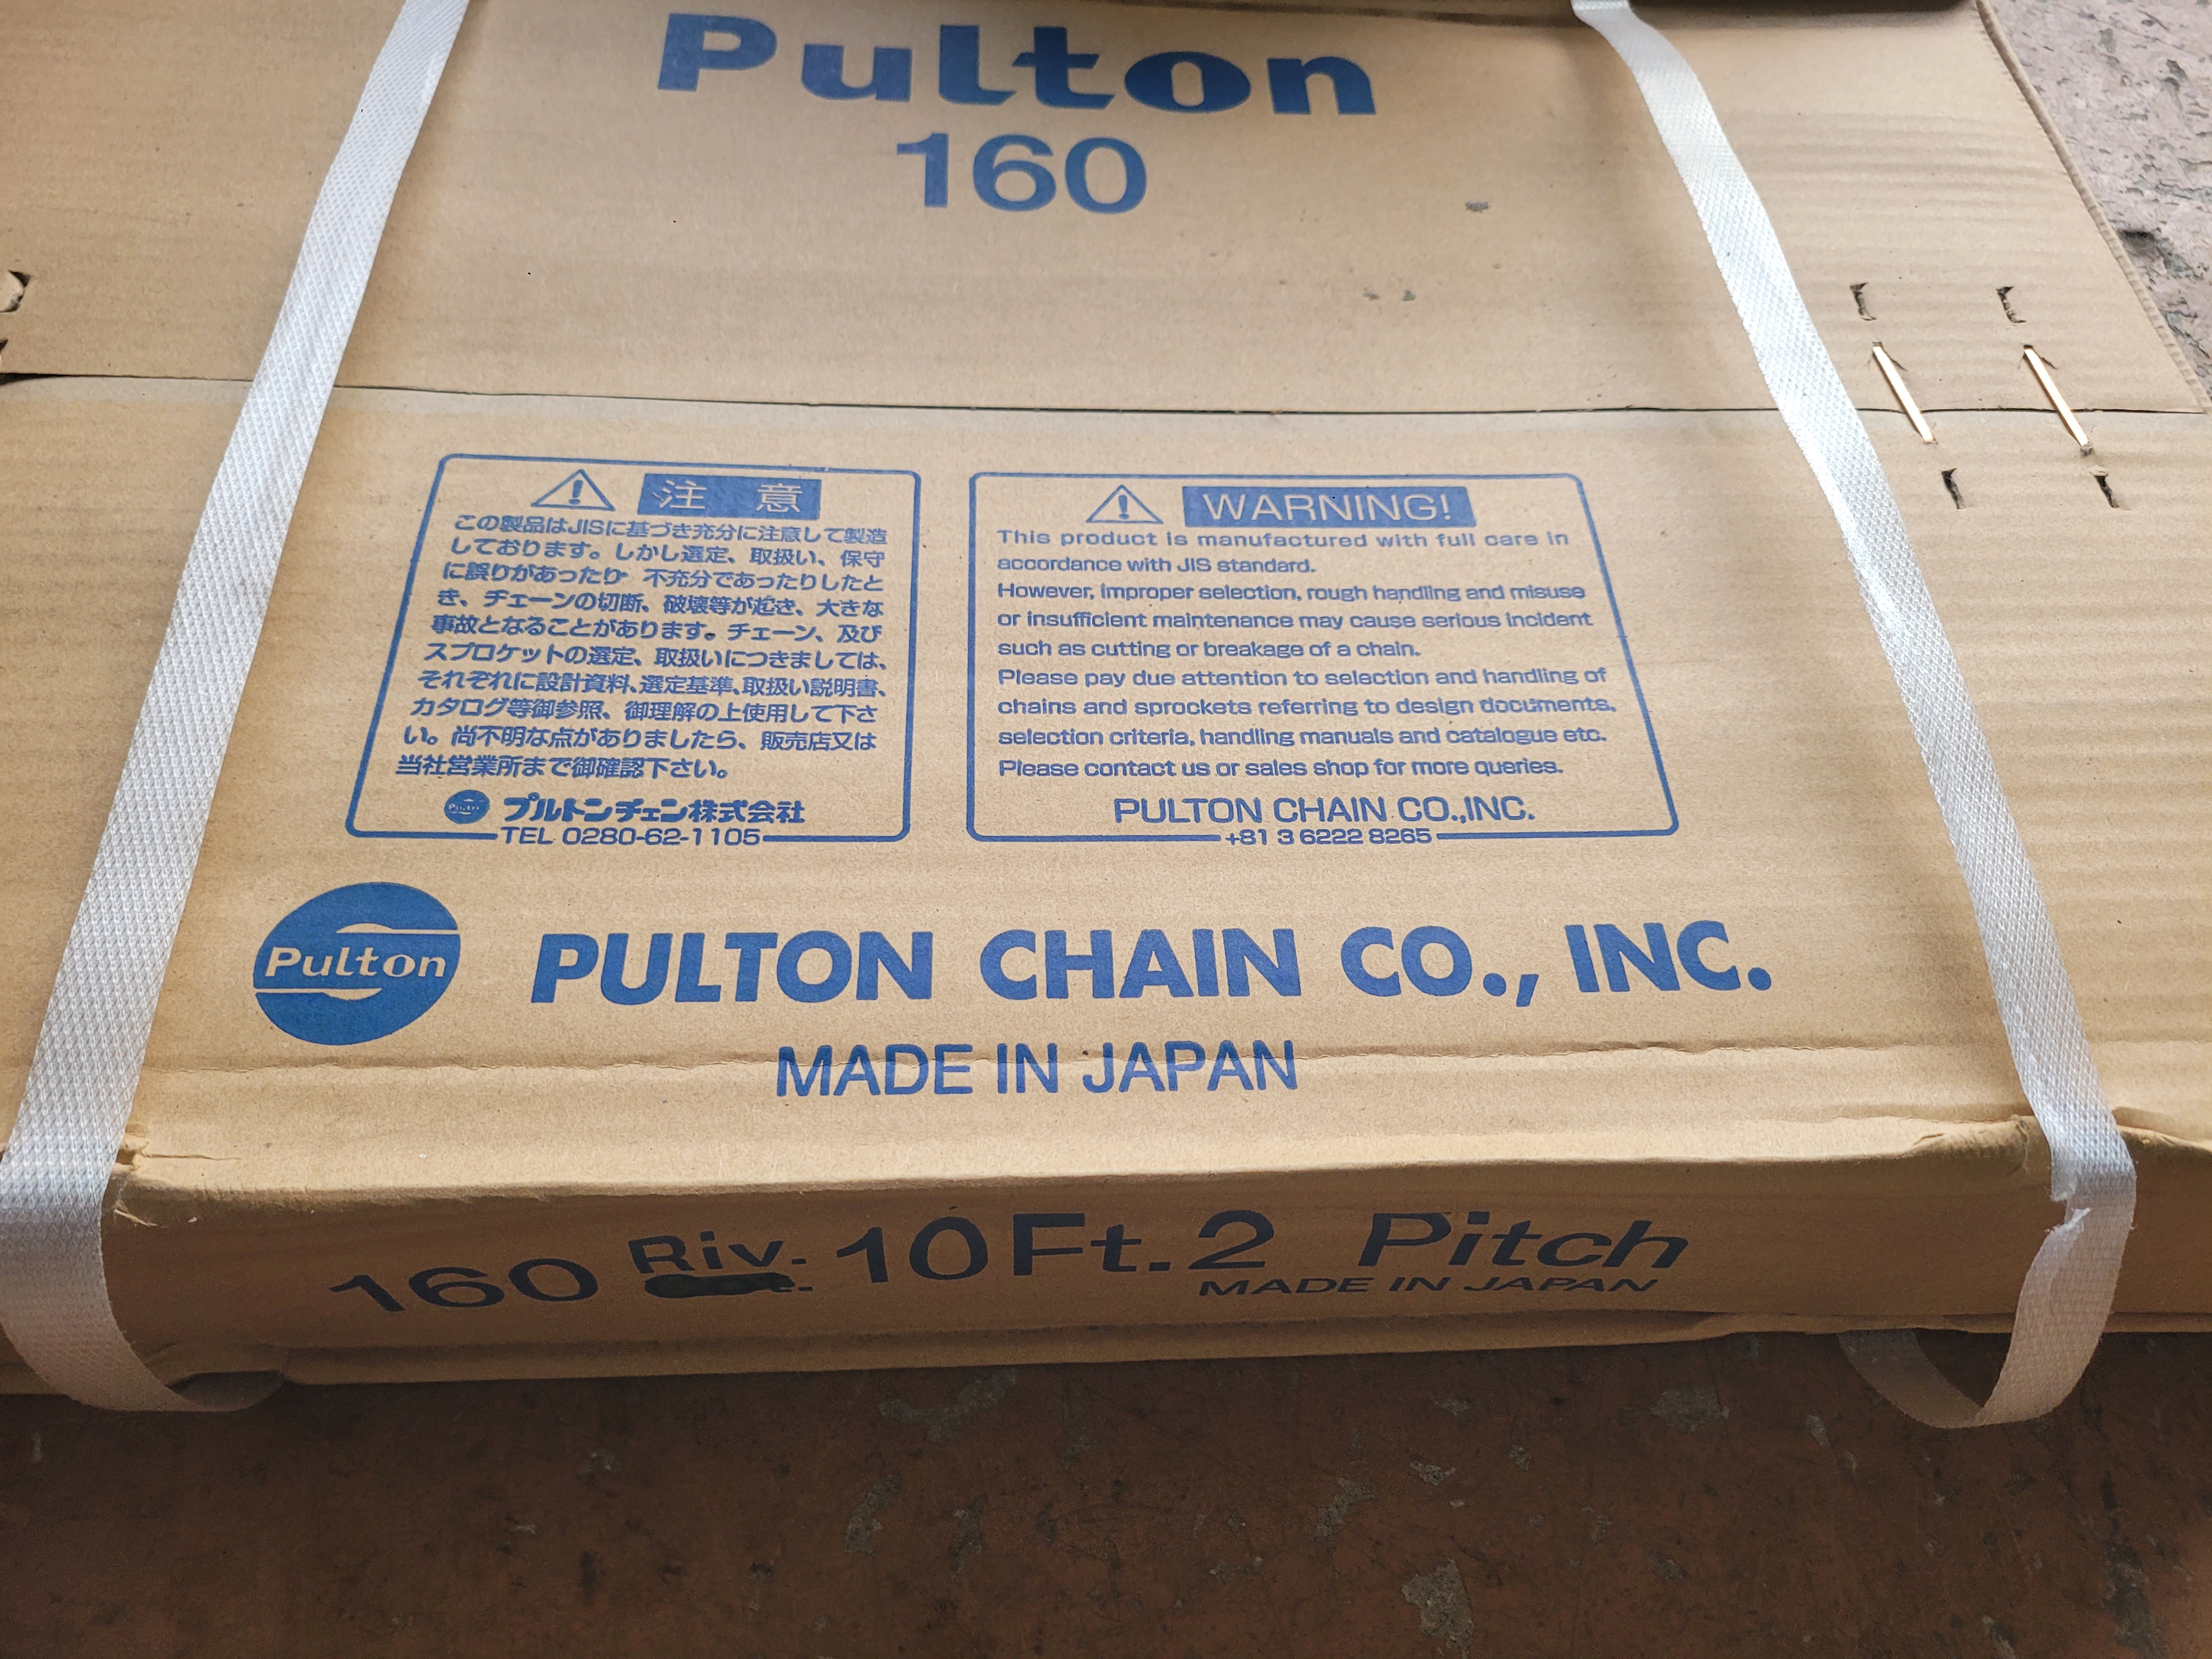 Pulton
160
注 意
この製品はJISに基づき充分に注意して製造
しております。しかし選定、取扱い、保守
に誤りがあったり 不充分であったりしたと
き、チェーンの切断、破壊等が起き、大きな
事故となることがあります。チェーン、及び
スプロケットの選定、取扱いにつきましては、
それぞれに設計資料、選定基準、取扱い説明書、
カタログ等御参照、御理解の上使用して下さ
い。尚不明な点がありましたら、販売店又は
当社営業所まで御確認下さい。
Pulton プルトンチェン株式会社
TEL 0280-62-1105
WARNING!
This product is manufactured with full care in
accordance with JIS standard.
However, improper selection, rough handling and misuse
or insufficient maintenance may cause serious incident
such as cutting or breakage of a chain.
Please pay due attention to selection and handling of
chains and sprockets referring to design documents,
selection criteria, handling manuals and catalogue etc.
Please contact us or sales shop for more queries.
PULTON CHAIN CO.,INC.
+81 3 6222 8265
Pulton PULTON CHAIN CO., INC.
MADE IN JAPAN
160 Riv. 10Ft.2 Pitch
MADE IN JAPAN